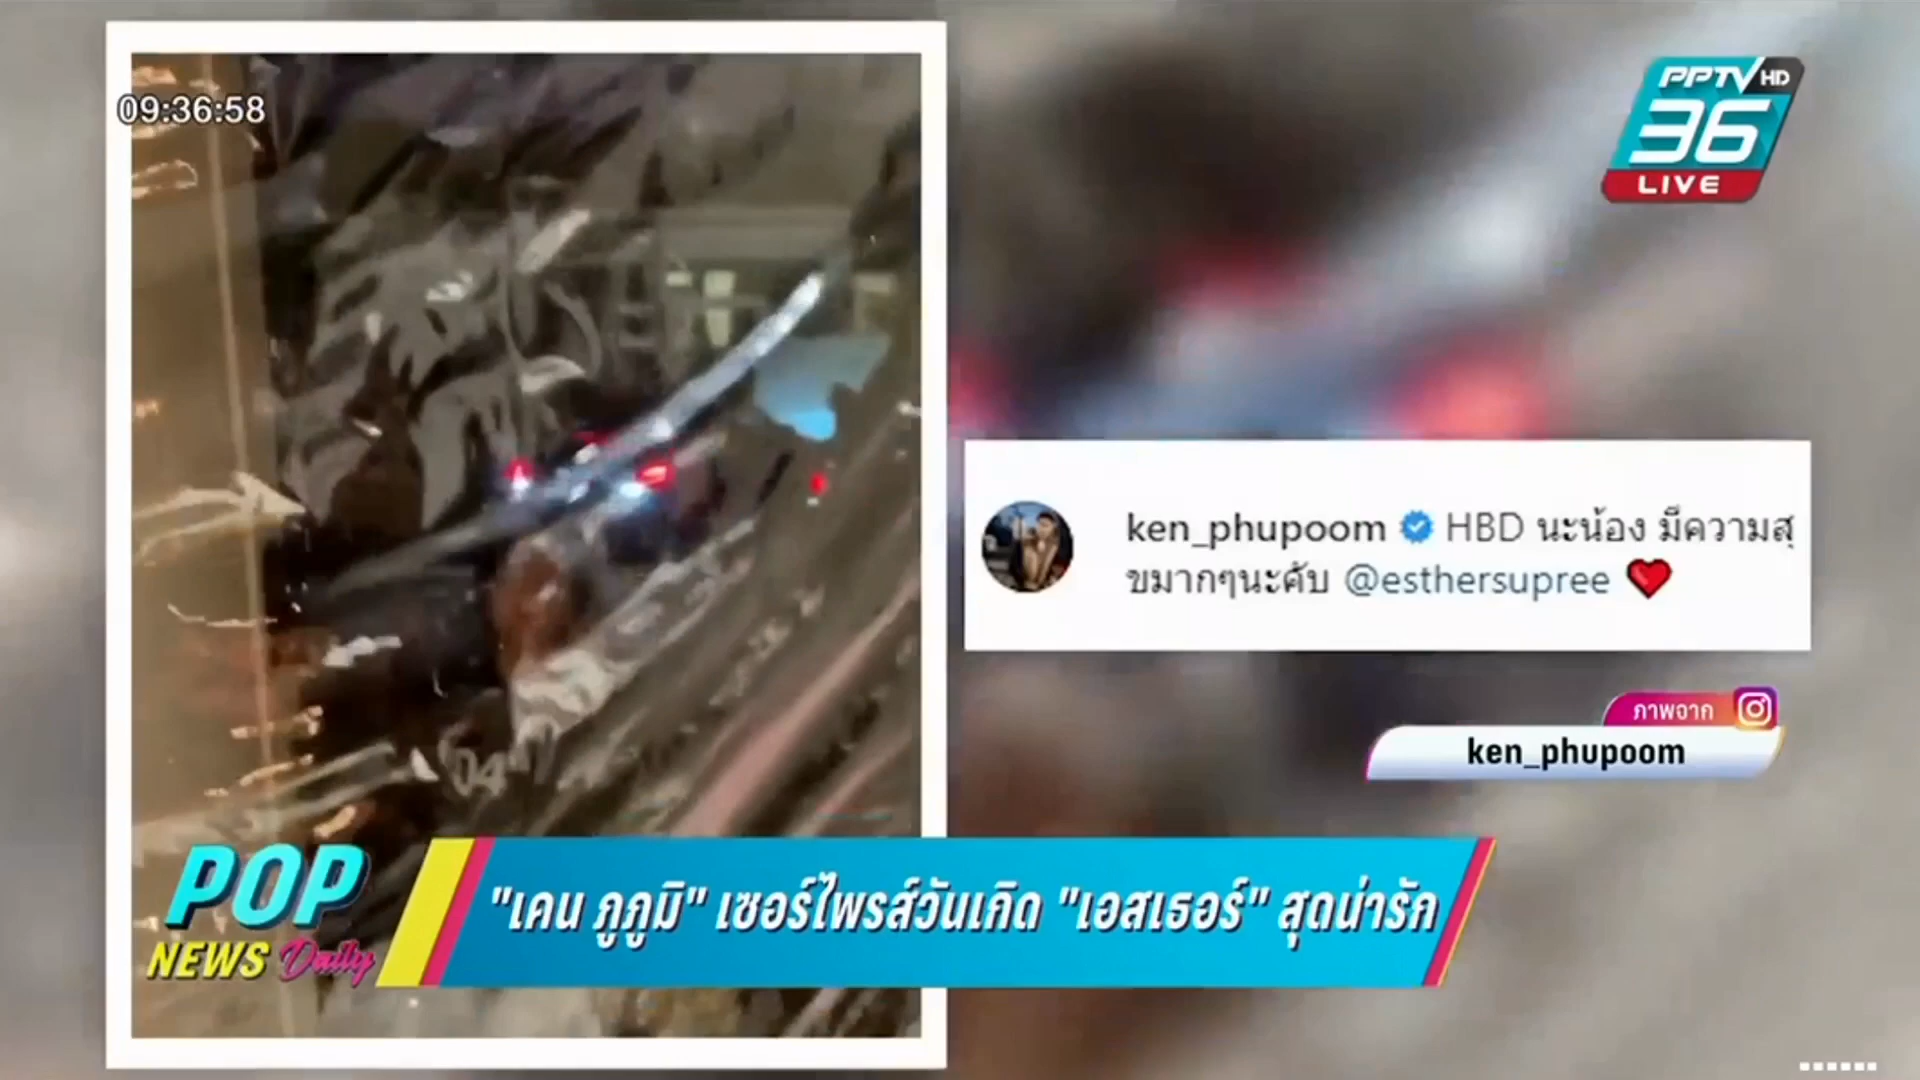 09:36:58
PPTV HD
36
LIVE
ken_phupoom HBD นะน้อง มีความสุ
ขมากๆนะคับ @esthersupree
ภาพจาก
ken_phupoom
POP
NEWS Daily
"เคน ภูภูมิ" เซอร์ไพรส์วันเกิด "เอสเธอร์" สุดน่ารัก